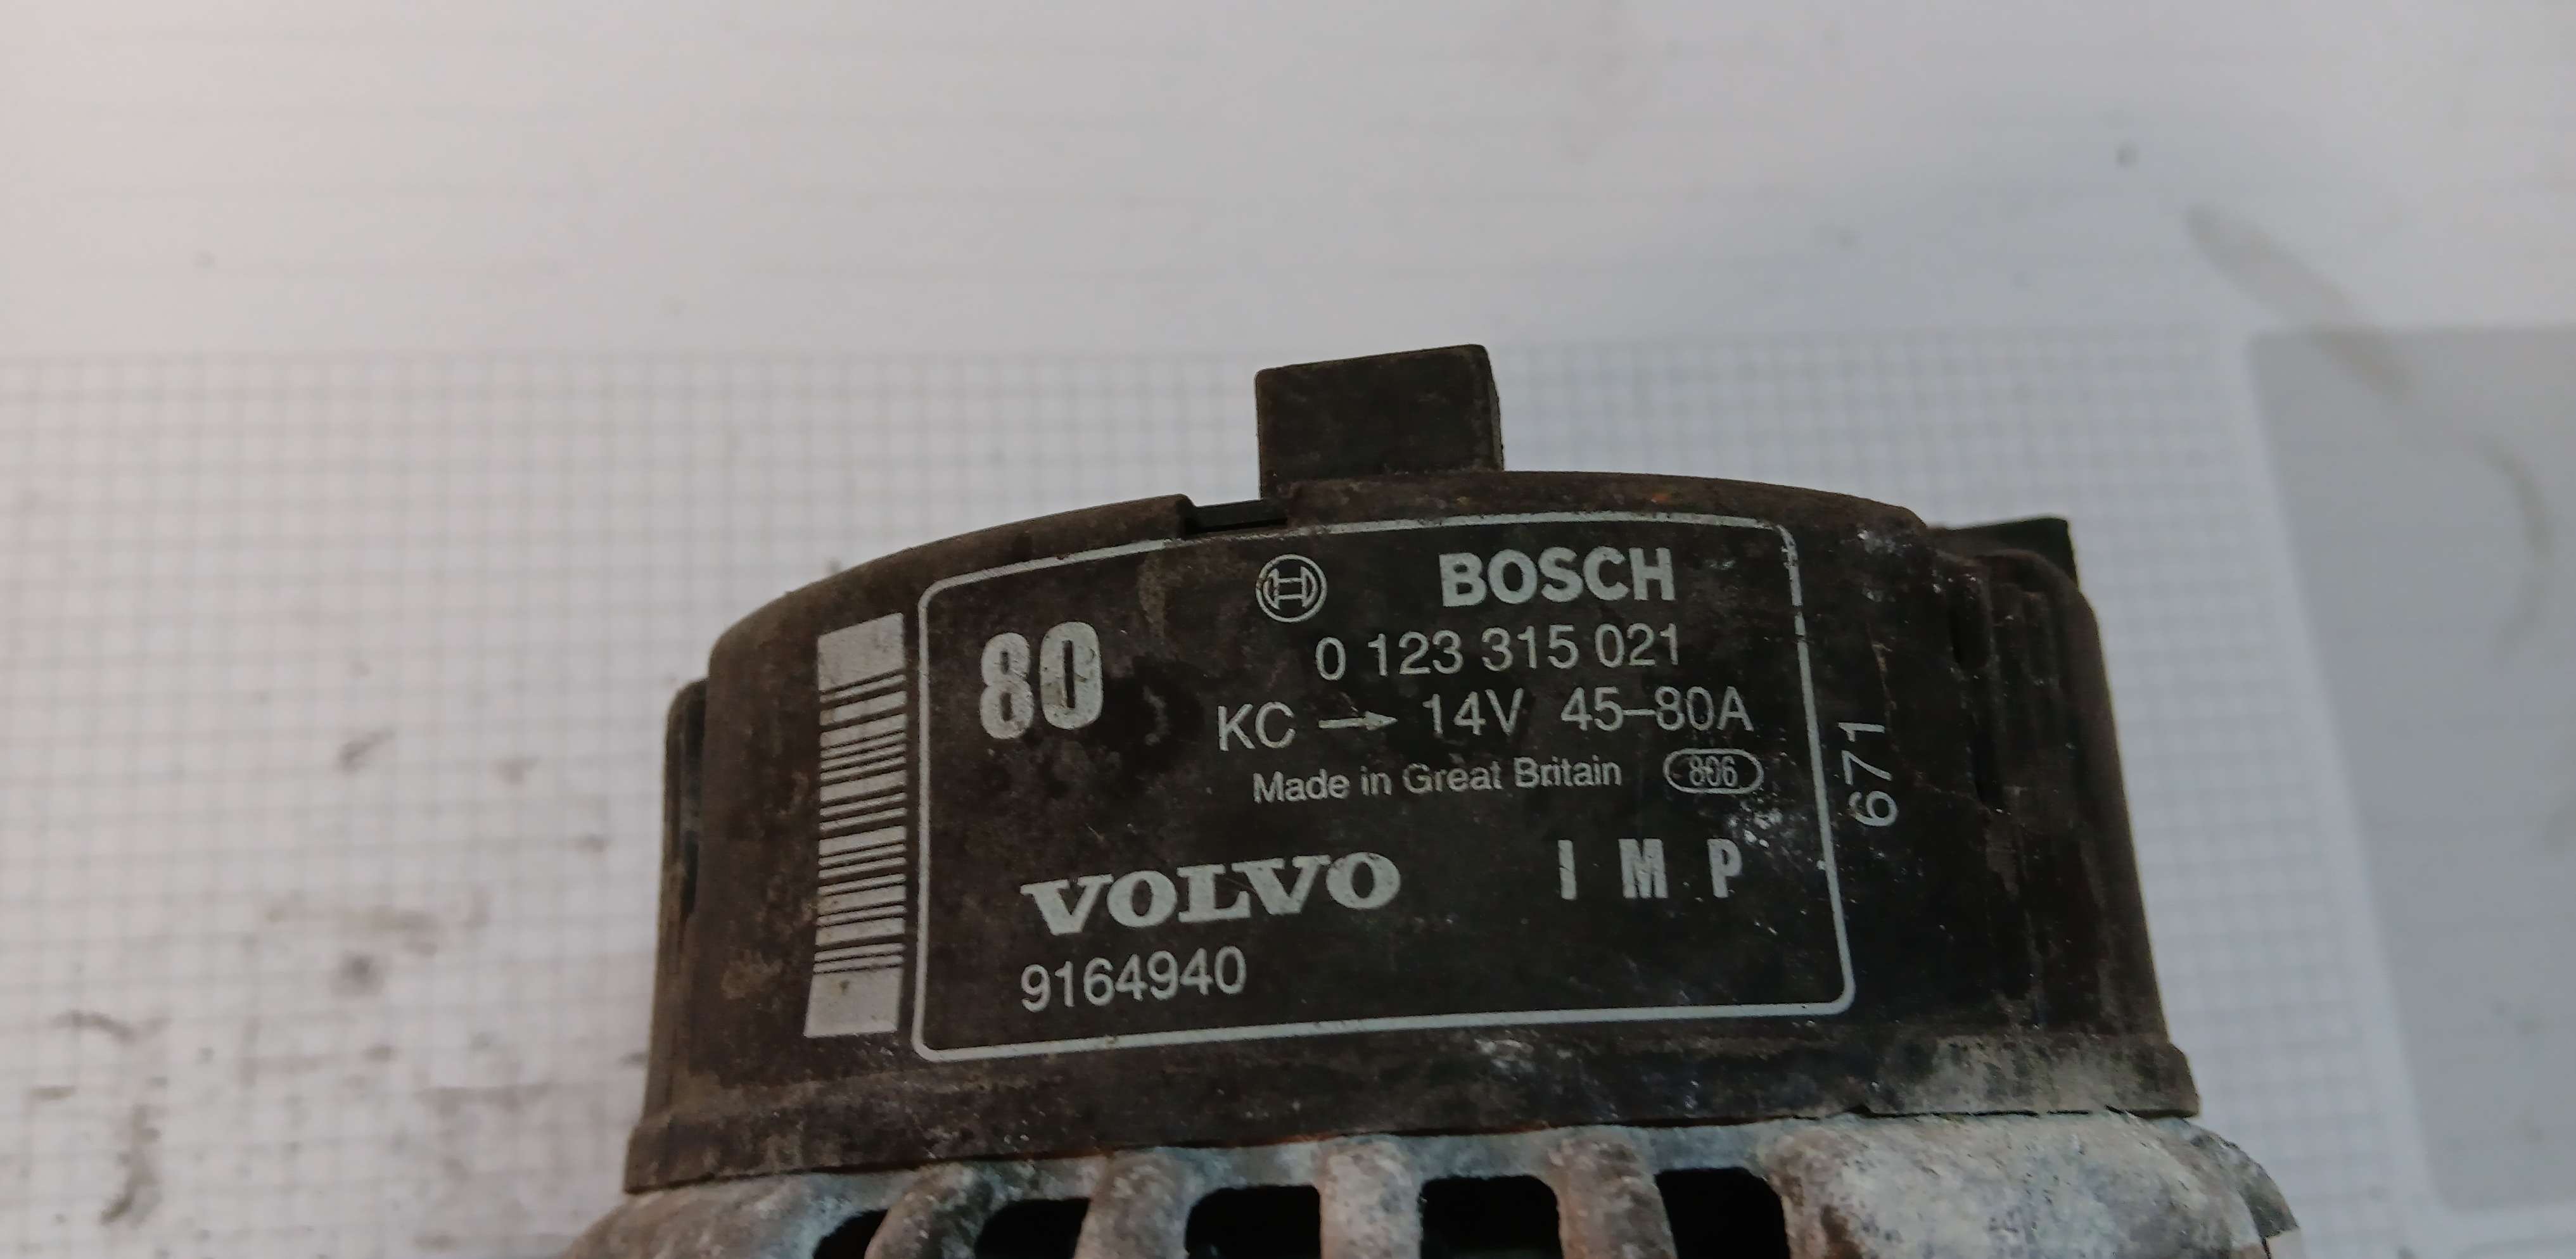 80
BOSCH
0 123 315 021
KC → 14V 45–80A
Made in Great Britain 806
VOLVO I M P
9164940
671